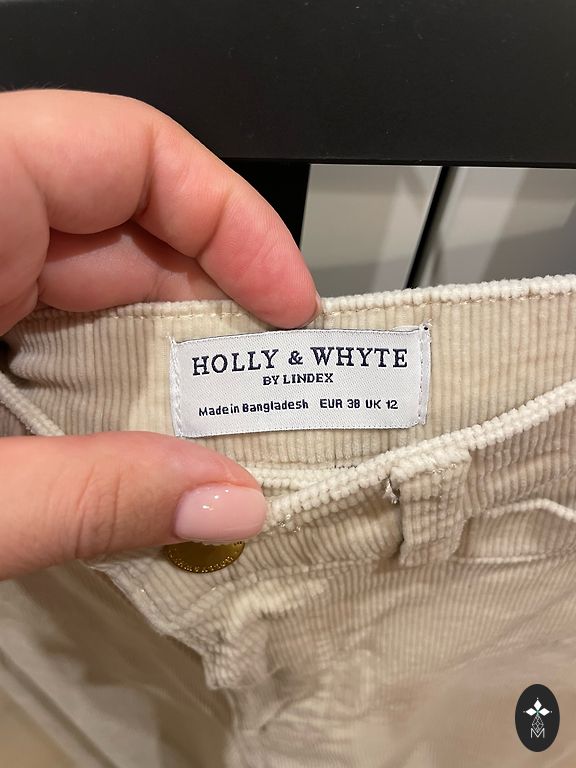 HOLLY & WHYTE
BY LINDEX
Made in Bangladesh EUR 38 UK 12
M